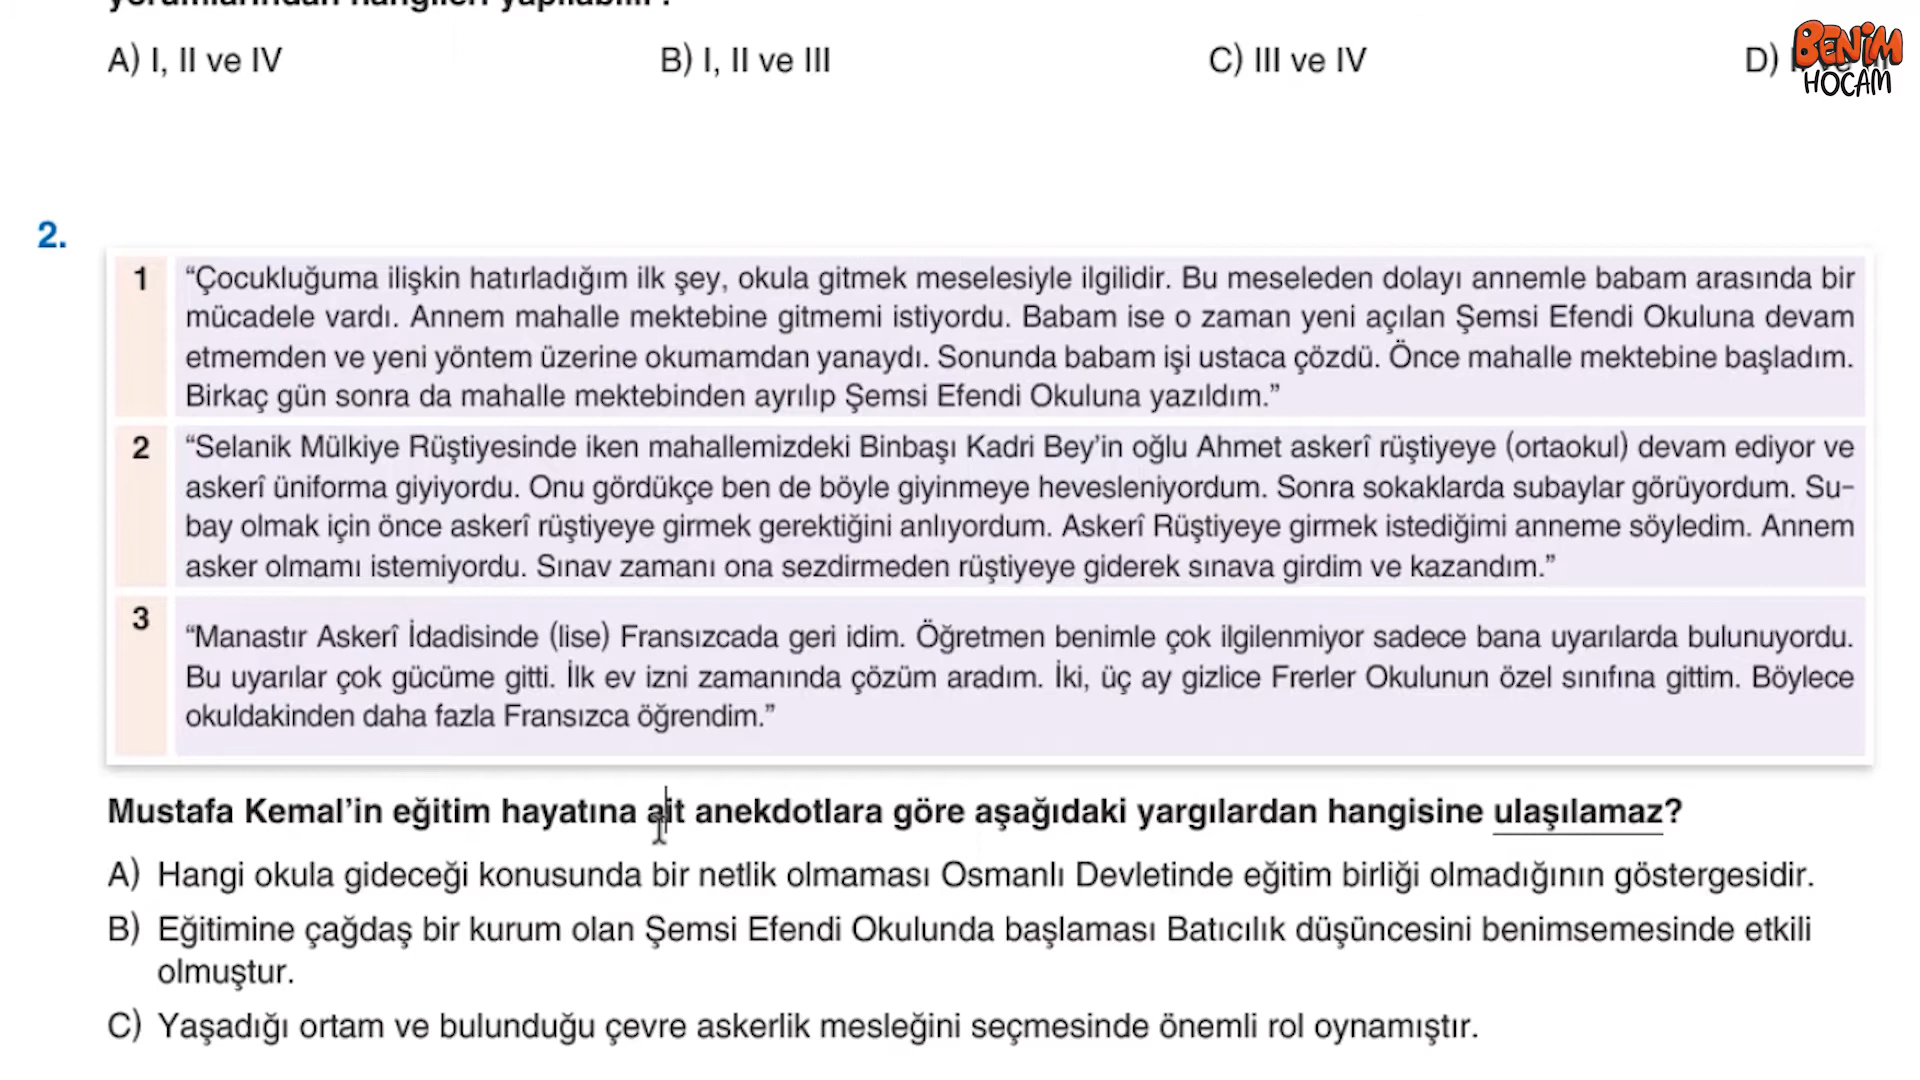 yorumlarından hangileri yapılabilir?
A) I, II ve IV
B) I, II ve III
C) III ve IV
D)
BENiM
HOCAM
2.
1
“Çocukluğuma ilişkin hatırladığım ilk şey, okula gitmek meselesiyle ilgilidir. Bu meseleden dolayı annemle babam arasında bir
mücadele vardı. Annem mahalle mektebine gitmemi istiyordu. Babam ise o zaman yeni açılan Şemsi Efendi Okuluna devam
etmemden ve yeni yöntem üzerine okumamdan yanaydı. Sonunda babam işi ustaca çözdü. Önce mahalle mektebine başladım.
Birkaç gün sonra da mahalle mektebinden ayrılıp Şemsi Efendi Okuluna yazıldım.”
2
“Selanik Mülkiye Rüştiyesinde iken mahallemizdeki Binbaşı Kadri Bey’in oğlu Ahmet askerî rüştiyeye (ortaokul) devam ediyor ve
askerî üniforma giyiyordu. Onu gördükçe ben de böyle giyinmeye hevesleniyordum. Sonra sokaklarda subaylar görüyordum. Su-
bay olmak için önce askerî rüştiyeye girmek gerektiğini anlıyordum. Askerî Rüştiyeye girmek istediğimi anneme söyledim. Annem
asker olmamı istemiyordu. Sınav zamanı ona sezdirmeden rüştiyeye giderek sınava girdim ve kazandım.”
3
“Manastır Askerî İdadisinde (lise) Fransızcada geri idim. Öğretmen benimle çok ilgilenmiyor sadece bana uyarılarda bulunuyordu.
Bu uyarılar çok gücüme gitti. İlk ev izni zamanında çözüm aradım. İki, üç ay gizlice Frerler Okulunun özel sınıfına gittim. Böylece
okuldakinden daha fazla Fransızca öğrendim.”
Mustafa Kemal’in eğitim hayatına ait anekdotlara göre aşağıdaki yargılardan hangisine ulaşılamaz?
A) Hangi okula gideceği konusunda bir netlik olmaması Osmanlı Devletinde eğitim birliği olmadığının göstergesidir.
B) Eğitimine çağdaş bir kurum olan Şemsi Efendi Okulunda başlaması Batıcılık düşüncesini benimsemesinde etkili
olmuştur.
C) Yaşadığı ortam ve bulunduğu çevre askerlik mesleğini seçmesinde önemli rol oynamıştır.